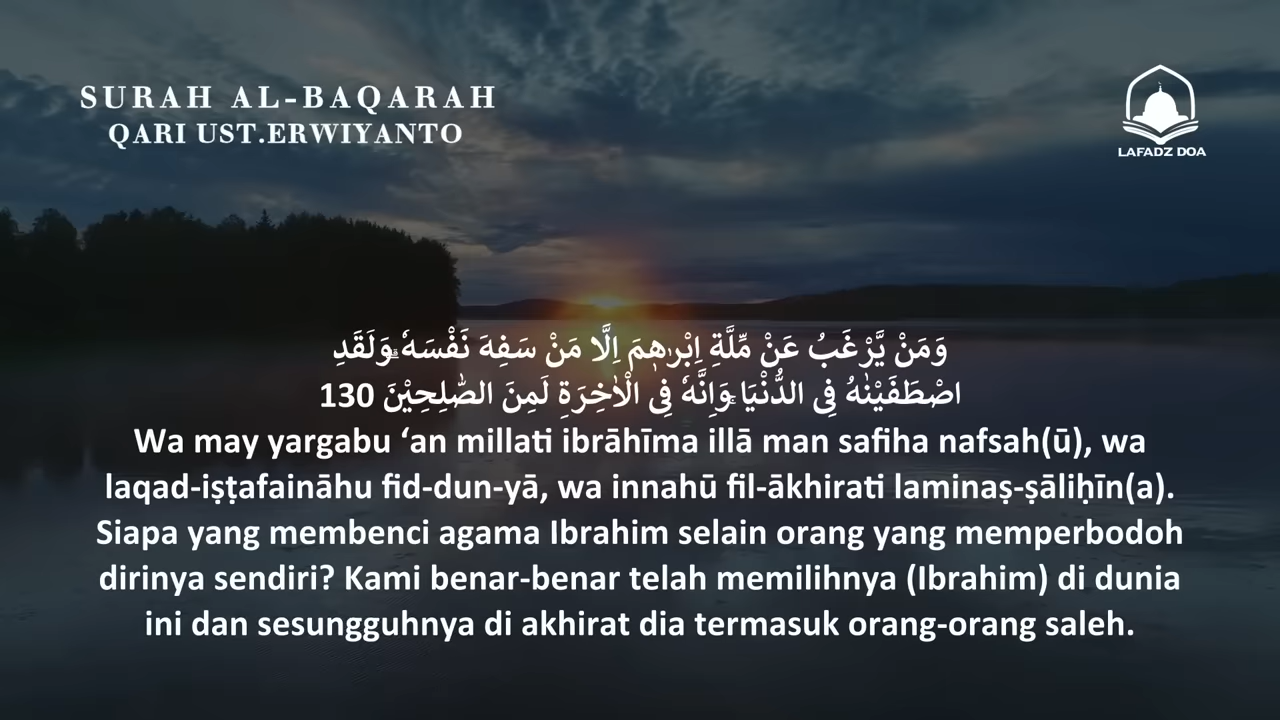 SURAH AL-BAQARAH
QARI UST.ERWIYANTO
LAFADZ DOA
وَمَنْ يَّرْغَبُ عَنْ مِّلَّةِ اِبْرٰهٖمَ اِلَّا مَنْ سَفِهَ نَفْسَهٗ ۗوَلَقَدِ
اصْطَفَيْنٰهُ فِى الدُّنْيَا ۚوَاِنَّهٗ فِى الْاٰخِرَةِ لَمِنَ الصّٰلِحِيْنَ 130
Wa may yargabu ‘an millati ibrāhīma illā man safiha nafsah(ū), wa
laqad-iṣṭafaināhu fid-dun-yā, wa innahū fil-ākhirati laminaṣ-ṣāliḥīn(a).
Siapa yang membenci agama Ibrahim selain orang yang memperbodoh
dirinya sendiri? Kami benar-benar telah memilihnya (Ibrahim) di dunia
ini dan sesungguhnya di akhirat dia termasuk orang-orang saleh.